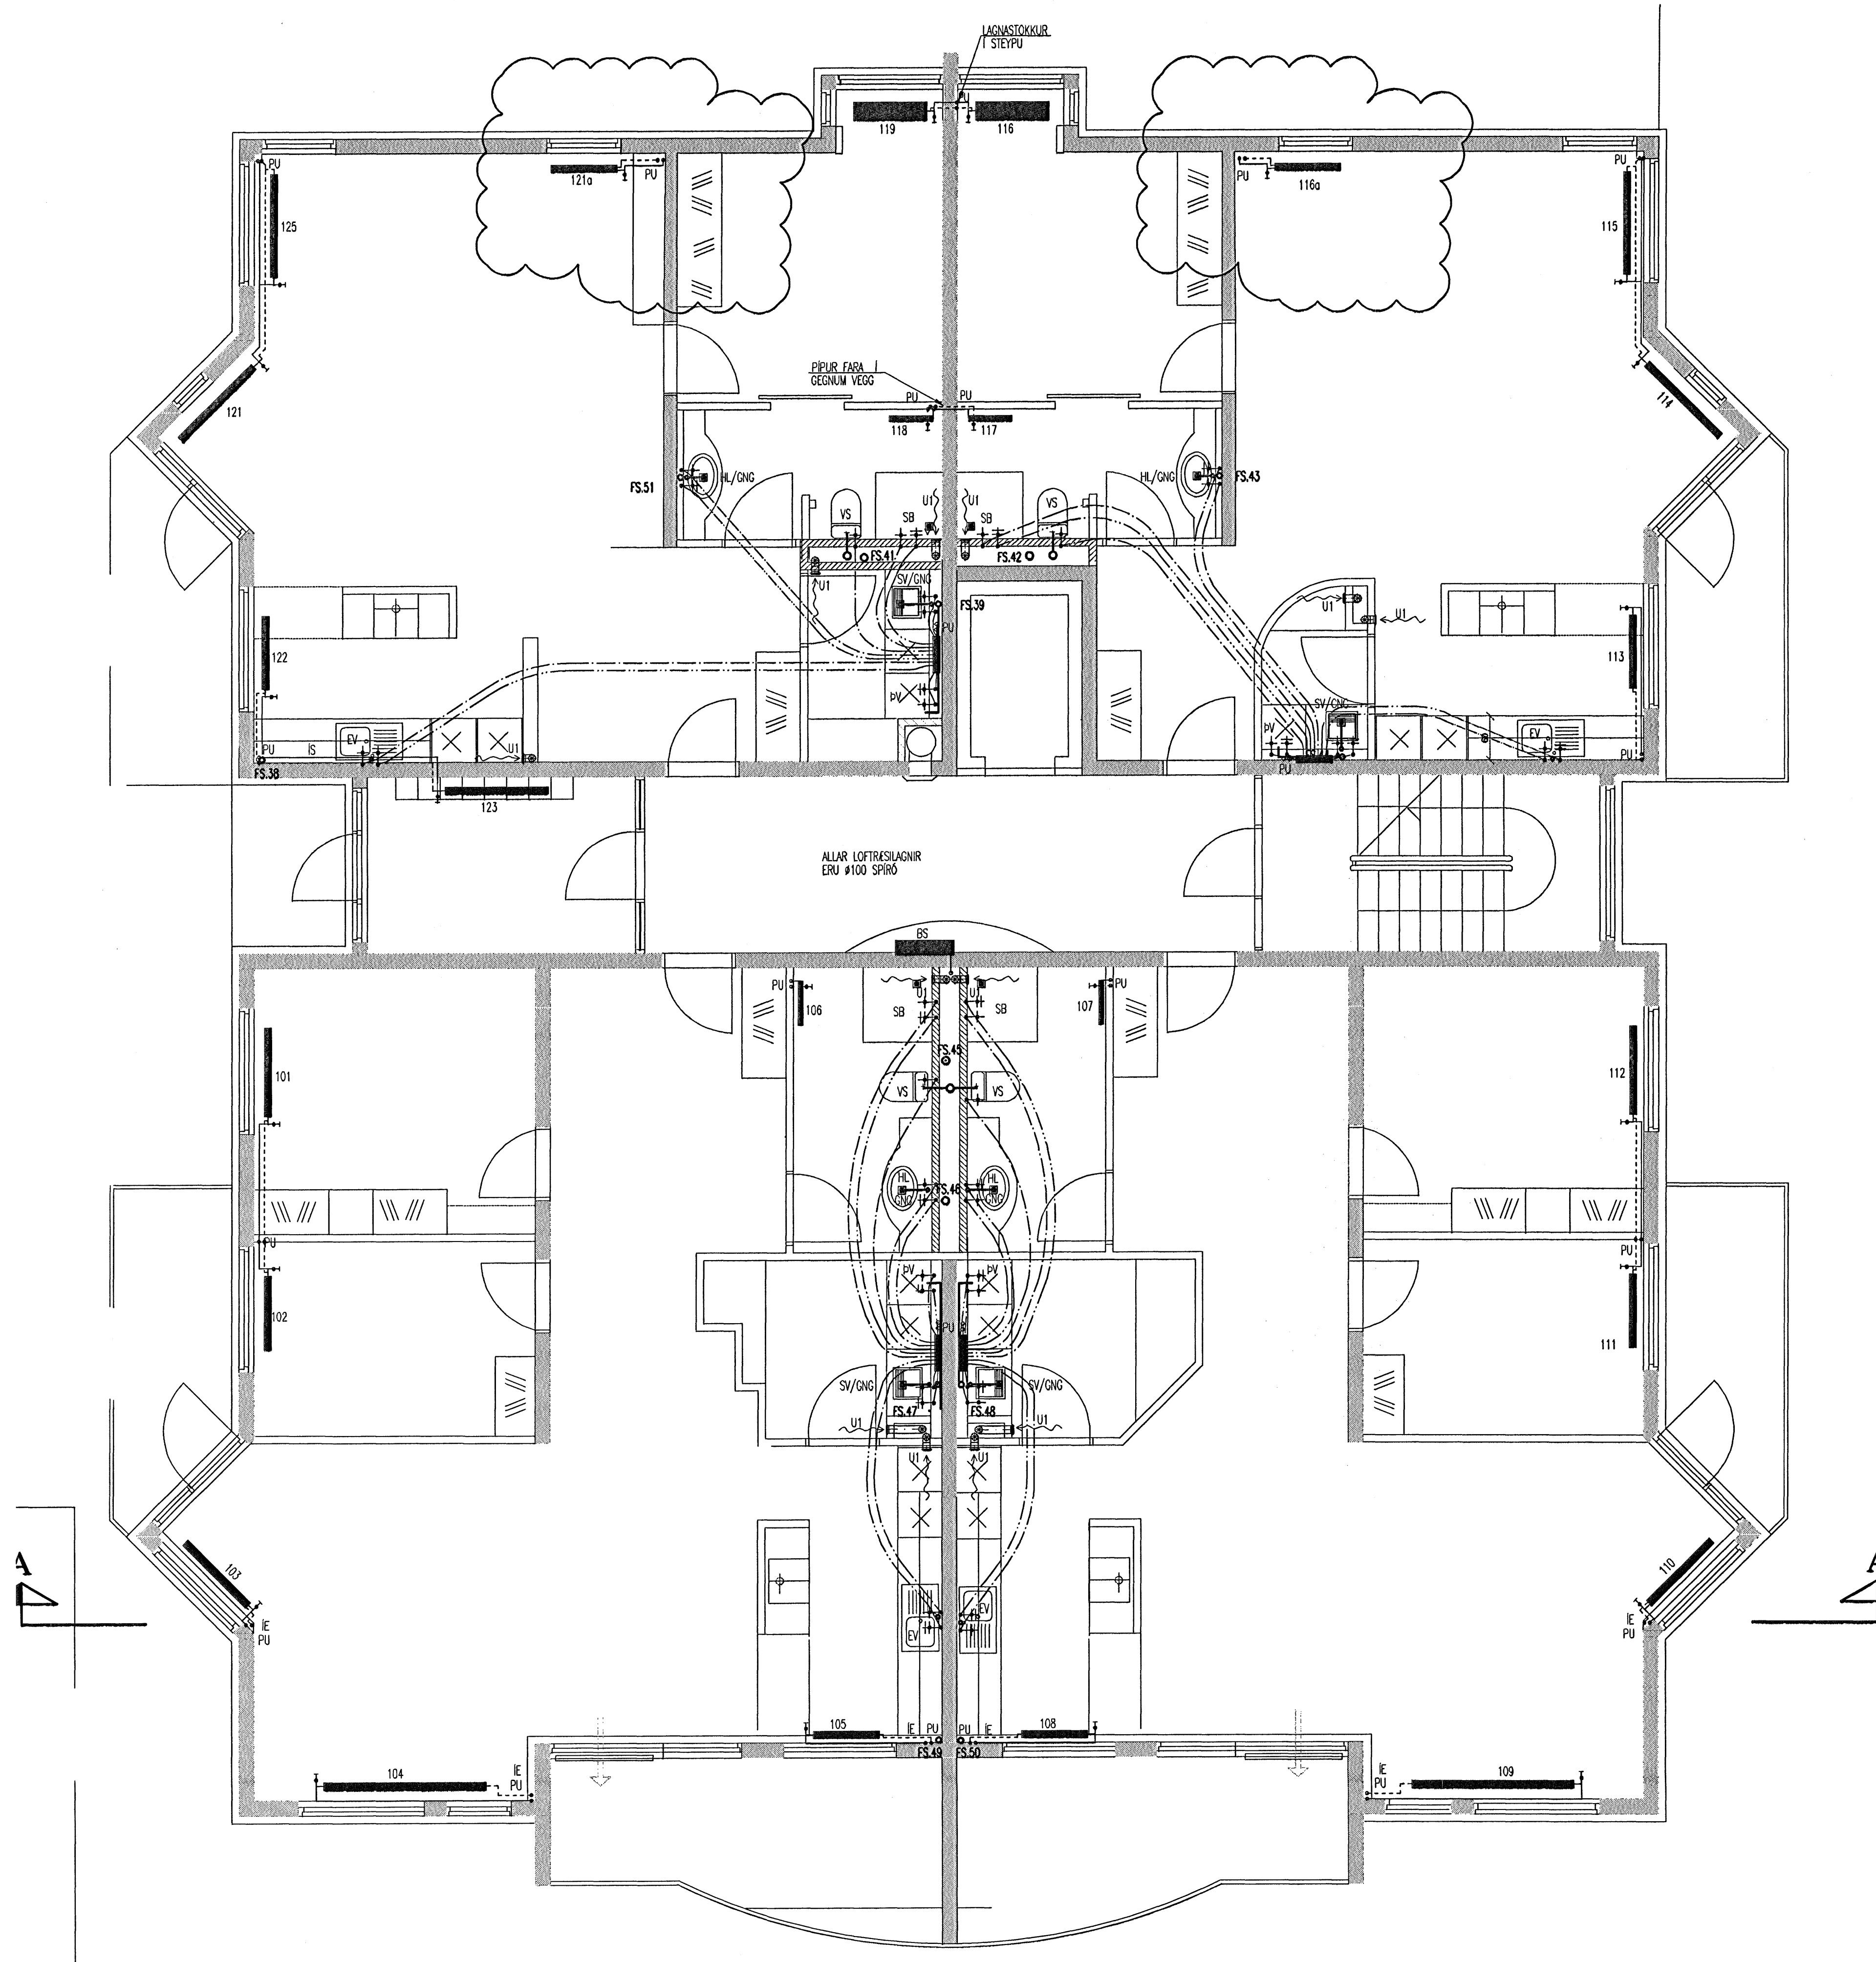 LAGNASTOKKUR
Í STEYPU
PU
119
116
PU
121a
PU
PU
116a
PU
125
115
PÍPUR FARA Í
GEGNUM VEGG
PU
PU
121
118
117
114
FS.51
HL/GNG
HL/GNG
FS.43
VS
SB
U1
U1
SB
VS
FS.41
FS.42
U1
SV/GNG
FS.39
U1
U1
PU
122
113
ÞV
SV/GNG
ÞV
EV
EV
PU
ÍS
U1
PU
PU
FS.38
123
ALLAR LOFTRÆSILAGNIR
ERU ø100 SPÍRÓ
BS
PU
106
U1
U1
107
PU
SB
SB
FS.45
101
VS
VS
112
HL
GNG
FS.46
HL
GNG
PU
PU
ÞV
ÞV
102
PU
111
SV/GNG
SV/GNG
FS.47
FS.48
U1
U1
U1
U1
A
103
110
A
EV
EV
ÍE
PU
ÍE
PU
105
ÍE
PU
PU
ÍE
108
FS.49
FS.50
104
ÍE
PU
ÍE
PU
109